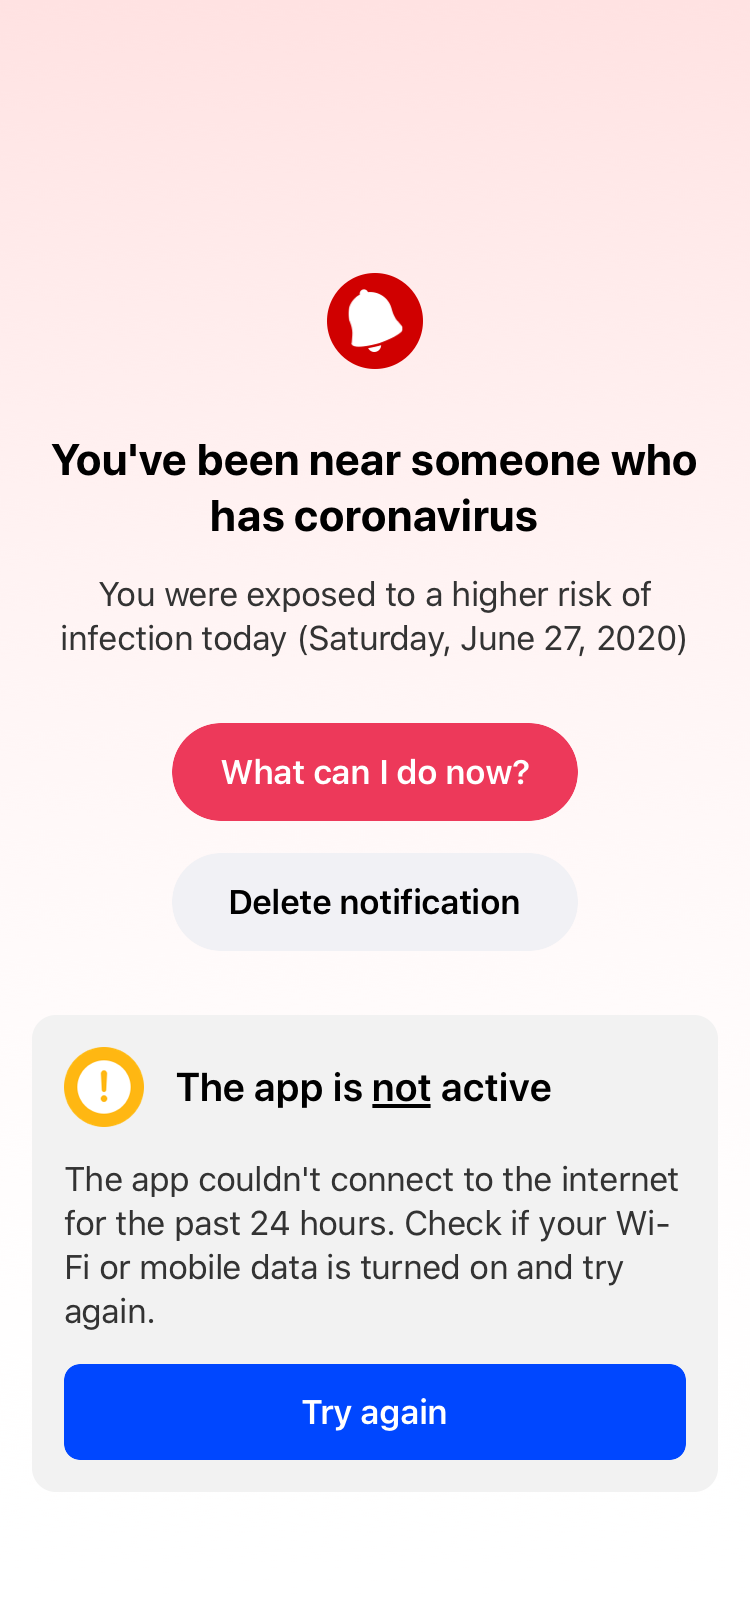 You've been near someone who
has coronavirus
You were exposed to a higher risk of
infection today (Saturday, June 27, 2020)
What can I do now?
Delete notification
The app is not active
The app couldn't connect to the internet
for the past 24 hours. Check if your Wi-
Fi or mobile data is turned on and try
again.
Try again